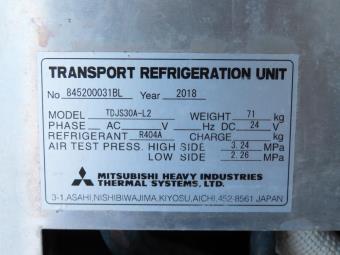 TRANSPORT REFRIGERATION UNIT
No 845200031BL Year 2018
MODEL TDJS30A-L2 WEIGHT 71 kg
PHASE AC V Hz DC 24 V
REFRIGERANT R404A CHARGE kg
AIR TEST PRESS. HIGH SIDE 3.24 MPa
LOW SIDE 2.26 MPa
MITSUBISHI HEAVY INDUSTRIES
THERMAL SYSTEMS, LTD.
3-1, ASAHI, NISHIBIWAJIMA, KIYOSU, AICHI, 452-8561 JAPAN